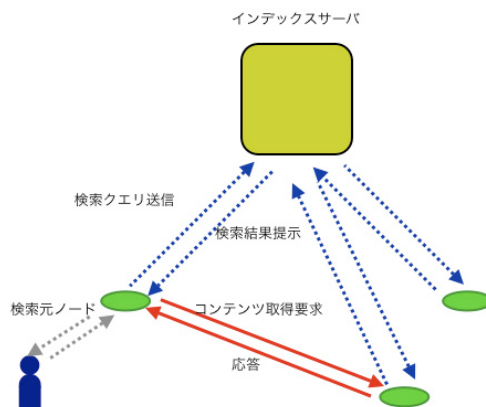 インデックスサーバ
検索クエリ送信
検索結果提示
検索元ノード
コンテンツ取得要求
応答